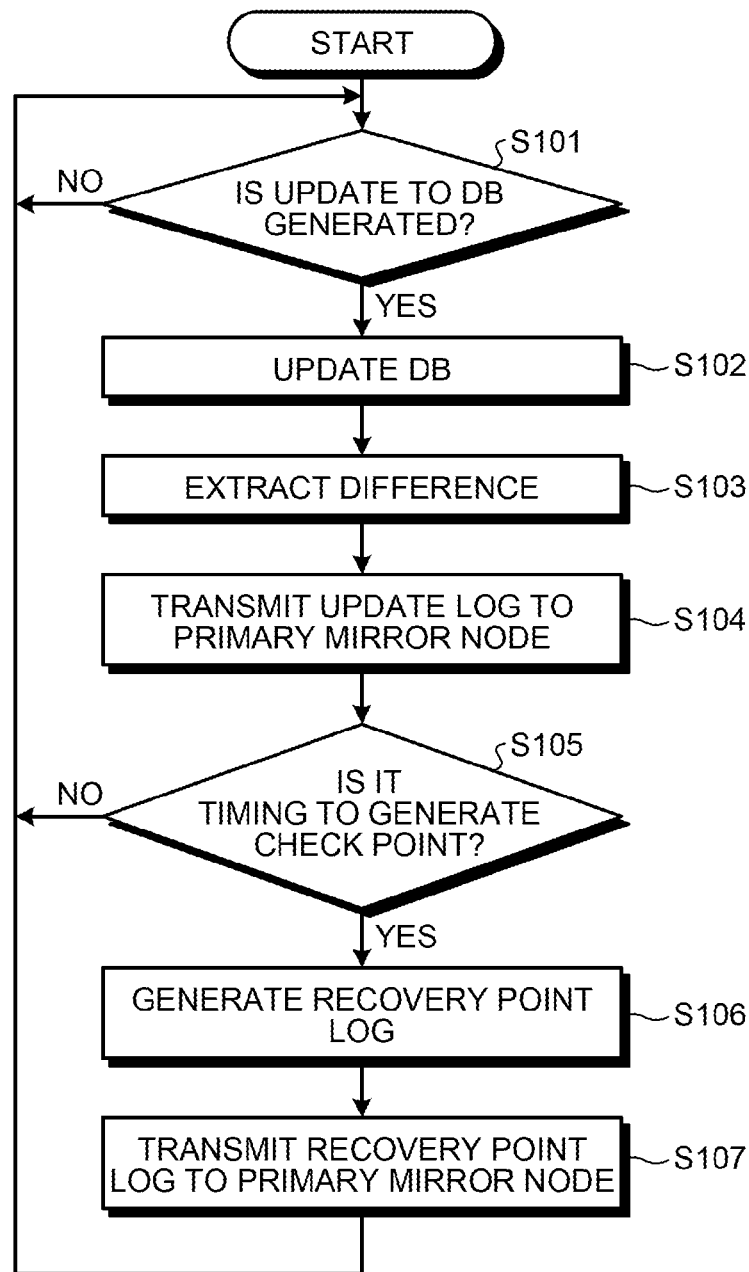 START
S101
NO
IS UPDATE TO DB
GENERATED?
YES
UPDATE DB
S102
EXTRACT DIFFERENCE
S103
TRANSMIT UPDATE LOG TO
PRIMARY MIRROR NODE
S104
S105
NO
IS IT
TIMING TO GENERATE
CHECK POINT?
YES
GENERATE RECOVERY POINT
LOG
S106
TRANSMIT RECOVERY POINT
LOG TO PRIMARY MIRROR NODE
S107